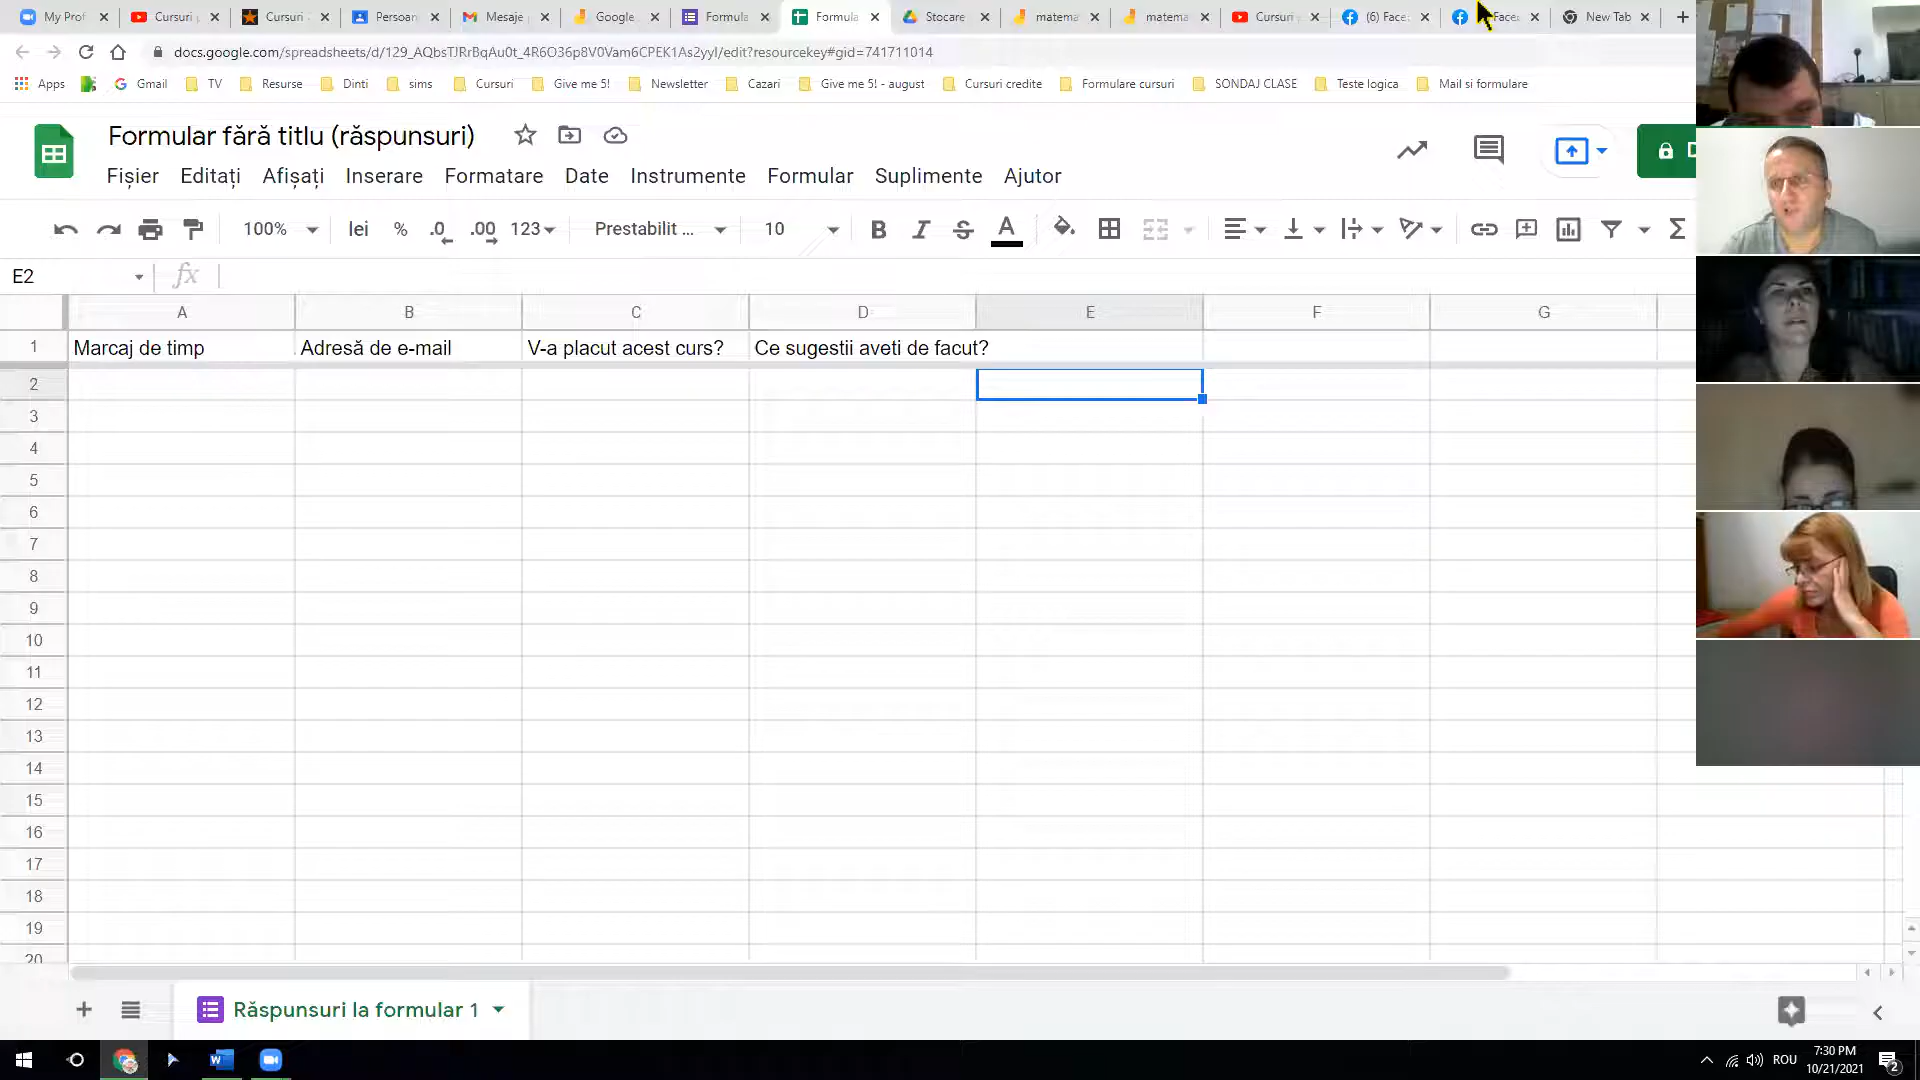 My Prof
Cursuri
Cursuri
Persoan
Mesaje
Google
Formula
Formula
Stocare
matema
matema
Cursuri
(6) Face
Face
New Tab
docs.google.com/spreadsheets/d/129_AQbsTJRrBqAu0t_4R6O36p8V0Vam6CPEK1As2yyI/edit?resourcekey#gid=741711014
Apps
Gmail
TV
Resurse
Dinti
sims
Cursuri
Give me 5!
Newsletter
Cazari
Give me 5! - august
Cursuri credite
Formulare cursuri
SONDAJ CLASE
Teste logica
Mail si formulare
Formular fără titlu (răspunsuri)
Fișier Editați Afișați Inserare Formatare Date Instrumente Formular Suplimente Ajutor
100% lei % .0 .00 123 Prestabilit ... 10 B I S A Σ
E2 fx
A B C D E F G
1 Marcaj de timp Adresă de e-mail V-a placut acest curs? Ce sugestii aveti de facut?
2
3
4
5
6
7
8
9
10
11
12
13
14
15
16
17
18
19
20
Răspunsuri la formular 1
ROU
7:30 PM
10/21/2021
2